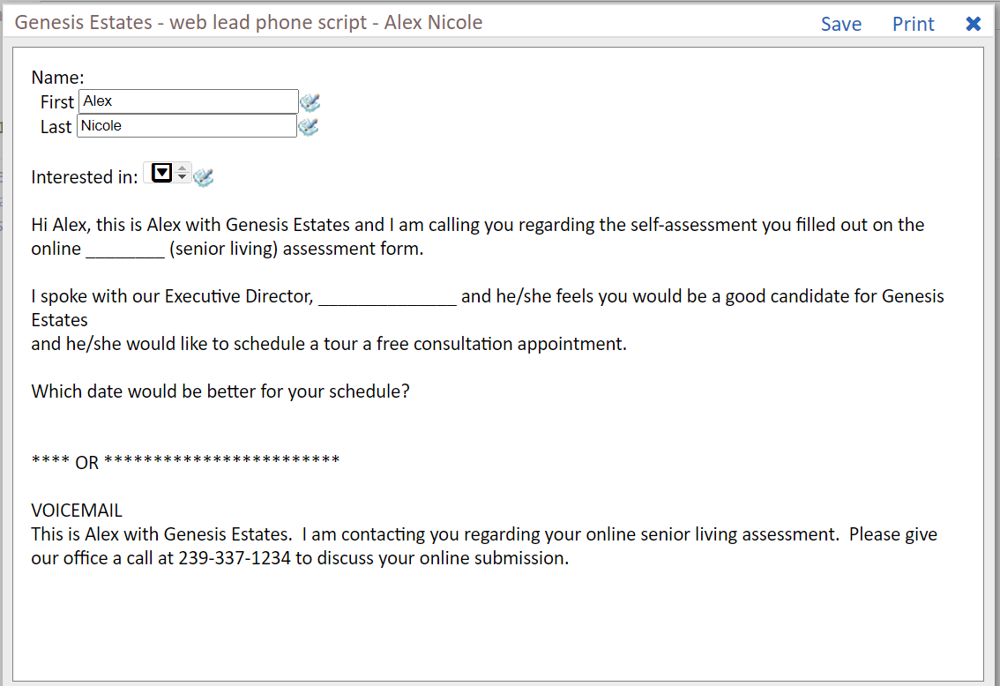 Genesis Estates - web lead phone script - Alex Nicole
Save Print
Name:
First Alex
Last Nicole
Interested in:
Hi Alex, this is Alex with Genesis Estates and I am calling you regarding the self-assessment you filled out on the
online ________ (senior living) assessment form.
I spoke with our Executive Director, ______________ and he/she feels you would be a good candidate for Genesis
Estates
and he/she would like to schedule a tour a free consultation appointment.
Which date would be better for your schedule?
**** OR ************************
VOICEMAIL
This is Alex with Genesis Estates.  I am contacting you regarding your online senior living assessment.  Please give
our office a call at 239-337-1234 to discuss your online submission.